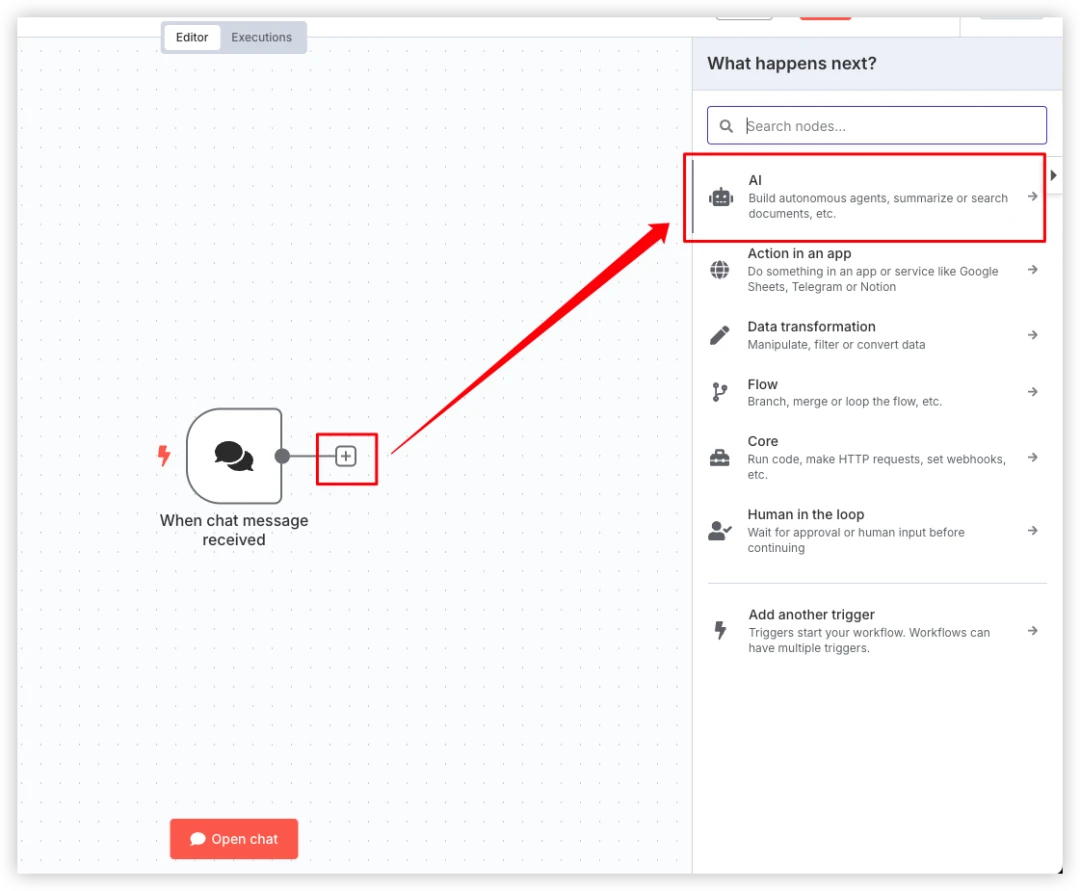 Editor
Executions
What happens next?
Search nodes...
AI
Build autonomous agents, summarize or search
documents, etc.
Action in an app
Do something in an app or service like Google
Sheets, Telegram or Notion
Data transformation
Manipulate, filter or convert data
Flow
Branch, merge or loop the flow, etc.
Core
Run code, make HTTP requests, set webhooks,
etc.
Human in the loop
Wait for approval or human input before
continuing
Add another trigger
Triggers start your workflow. Workflows can
have multiple triggers.
When chat message
received
Open chat